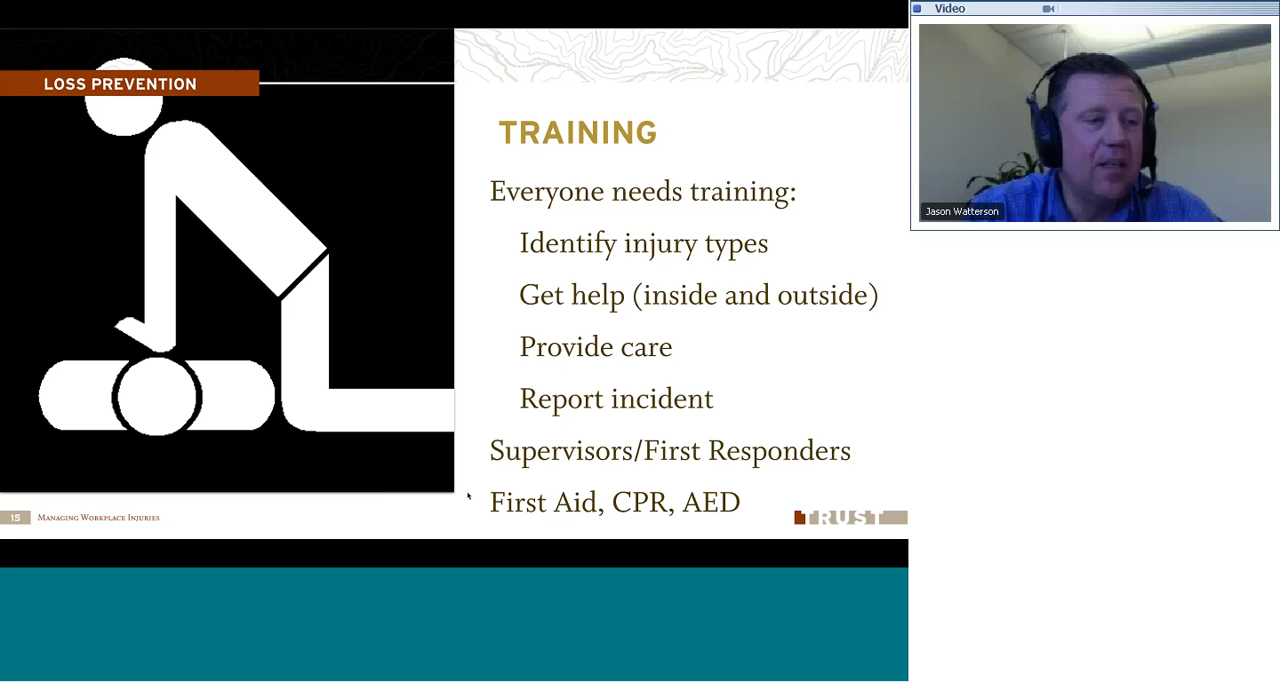 Video
LOSS PREVENTION
TRAINING
Everyone needs training:
Identify injury types
Get help (inside and outside)
Provide care
Report incident
Supervisors/First Responders
First Aid, CPR, AED
15 Managing Workplace Injuries
TRUST
Jason Watterson